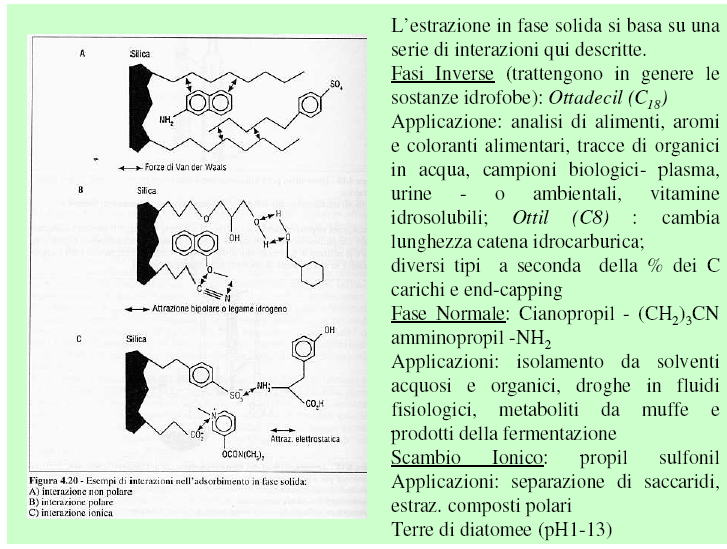 A
Silica
SO₄
NH₂
Forze di Van der Waals
B
Silica
O
OH
O
H
H
O
O
C
N
Attrazione bipolare o legame idrogeno
C
Silica
OH
SO₃⁻
NH₃
CO₂H
CO₂⁻
N
Attraz. elettrostatica
OCON(CH₃)₂
Figura 4.20 - Esempi di interazioni nell'adsorbimento in fase solida:
A) interazione non polare
B) interazione polare
C) interazione ionica
L'estrazione in fase solida si basa su una
serie di interazioni qui descritte.
Fasi Inverse (trattengono in genere le
sostanze idrofobe): Ottadecil (C₁₈)
Applicazione: analisi di alimenti, aromi
e coloranti alimentari, tracce di organici
in acqua, campioni biologici- plasma,
urine - o ambientali, vitamine
idrosolubili; Ottil (C8) : cambia
lunghezza catena idrocarburica;
diversi tipi a seconda della % dei C
carichi e end-capping
Fase Normale: Cianopropil - (CH₂)₃CN
amminopropil -NH₂
Applicazioni: isolamento da solventi
acquosi e organici, droghe in fluidi
fisiologici, metaboliti da muffe e
prodotti della fermentazione
Scambio Ionico: propil sulfonil
Applicazioni: separazione di saccaridi,
estraz. composti polari
Terre di diatomee (pH1-13)